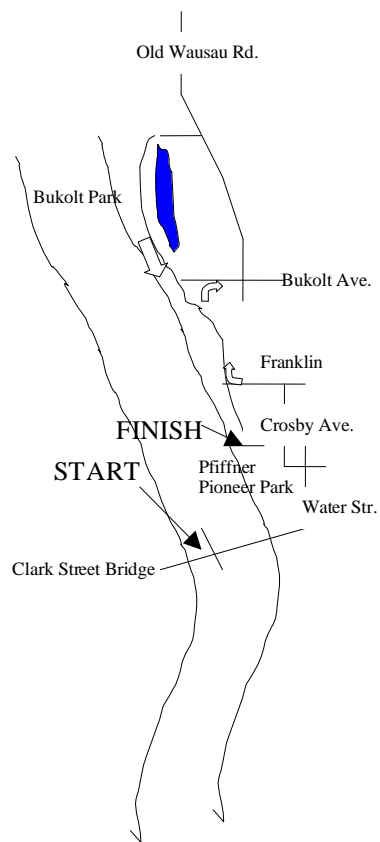 Old Wausau Rd.
Bukolt Park
Bukolt Ave.
Franklin
FINISH
Crosby Ave.
START
Pfiffner
Pioneer Park
Water Str.
Clark Street Bridge